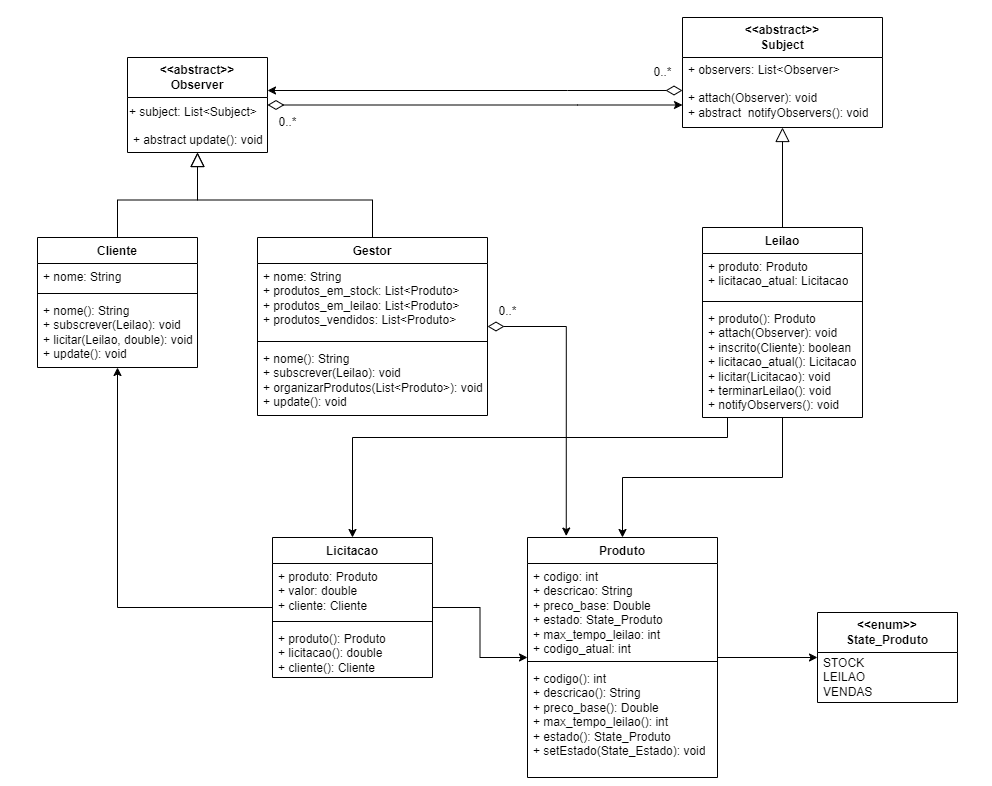 <<abstract>>
Subject
+ observers: List<Observer>
+ attach(Observer): void
+ abstract notifyObservers(): void
<<abstract>>
Observer
+ subject: List<Subject>
+ abstract update(): void
0..*
0..*
Cliente
+ nome: String
+ nome(): String
+ subscrever(Leilao): void
+ licitar(Leilao, double): void
+ update(): void
Gestor
+ nome: String
+ produtos_em_stock: List<Produto>
+ produtos_em_leilao: List<Produto>
+ produtos_vendidos: List<Produto>
+ nome(): String
+ subscrever(Leilao): void
+ organizarProdutos(List<Produto>): void
+ update(): void
0..*
Leilao
+ produto: Produto
+ licitacao_atual: Licitacao
+ produto(): Produto
+ attach(Observer): void
+ inscrito(Cliente): boolean
+ licitacao_atual(): Licitacao
+ licitar(Licitacao): void
+ terminarLeilao(): void
+ notifyObservers(): void
Licitacao
+ produto: Produto
+ valor: double
+ cliente: Cliente
+ produto(): Produto
+ licitacao(): double
+ cliente(): Cliente
Produto
+ codigo: int
+ descricao: String
+ preco_base: Double
+ estado: State_Produto
+ max_tempo_leilao: int
+ codigo_atual: int
+ codigo(): int
+ descricao(): String
+ preco_base(): Double
+ max_tempo_leilao(): int
+ estado(): State_Produto
+ setEstado(State_Estado): void
<<enum>>
State_Produto
STOCK
LEILAO
VENDAS